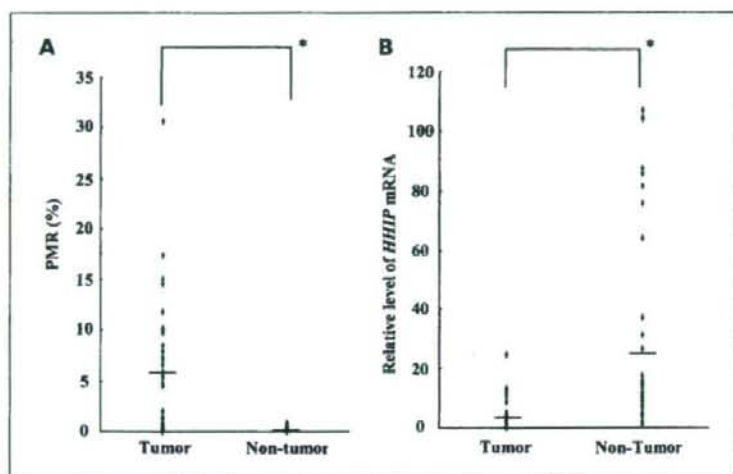 A
*
35
30
25
20
15
10
5
0
PMR (%)
Tumor Non-tumor
B
*
120
100
80
60
40
20
0
Relative level of HHIP mRNA
Tumor Non-Tumor